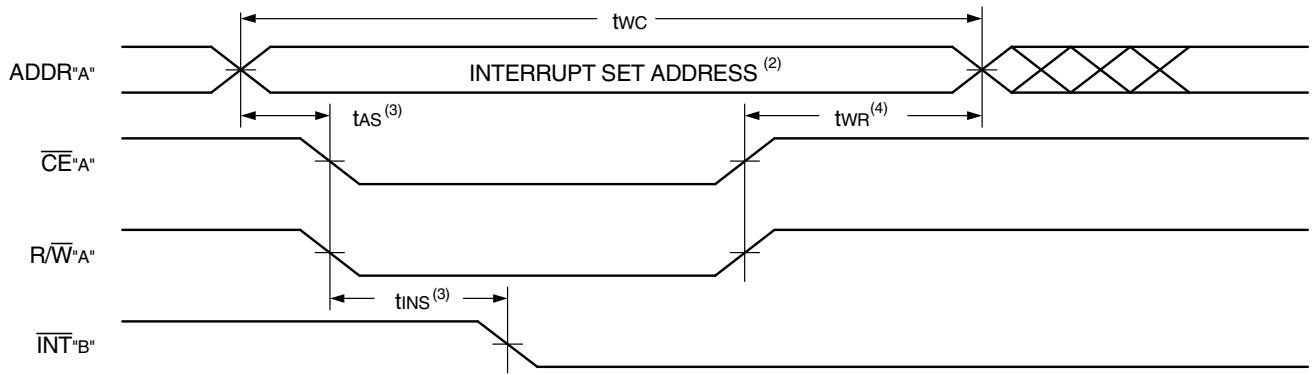 tWC
ADDR"A"
INTERRUPT SET ADDRESS (2)
tAS(3)
tWR(4)
CE"A"
R/W"A"
tINS(3)
INT"B"